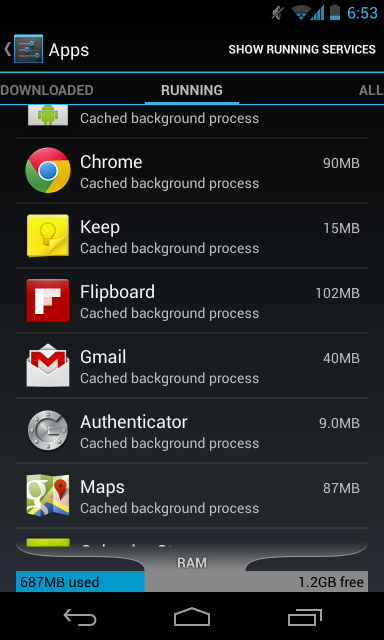 6:53
Apps
SHOW RUNNING SERVICES
DOWNLOADED RUNNING ALL
Cached background process
Chrome 90MB
Cached background process
Keep 15MB
Cached background process
Flipboard 102MB
Cached background process
Gmail 40MB
Cached background process
Authenticator 9.0MB
Cached background process
Maps 87MB
Cached background process
RAM
687MB used 1.2GB free